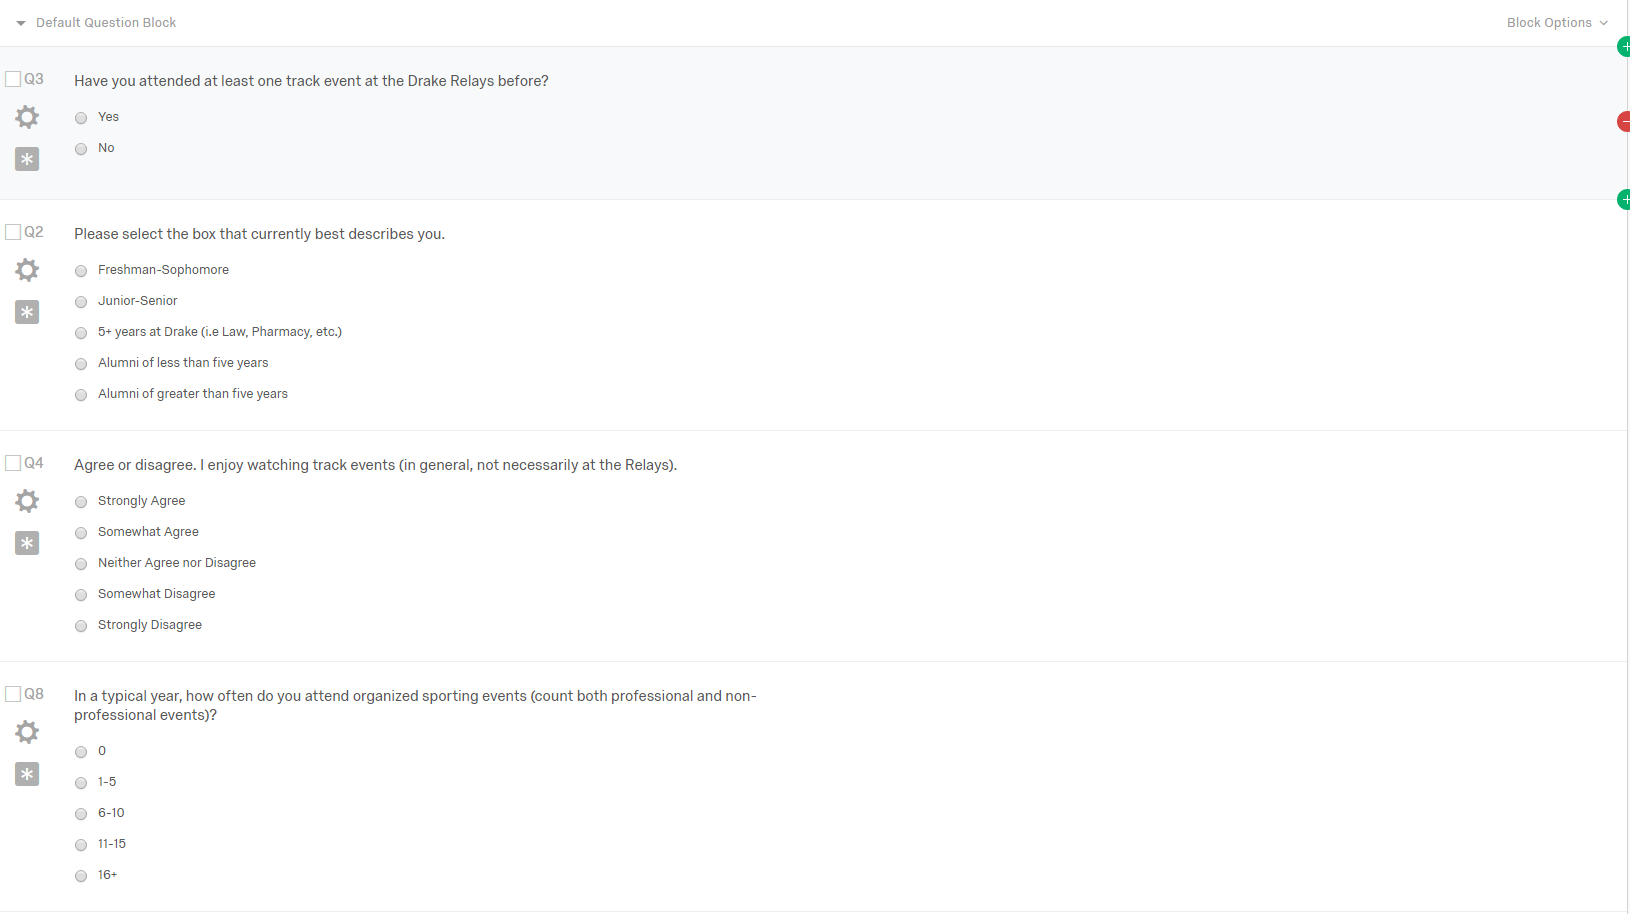 Default Question Block
Block Options
Q3
Have you attended at least one track event at the Drake Relays before?
Yes
No
Q2
Please select the box that currently best describes you.
Freshman-Sophomore
Junior-Senior
5+ years at Drake (i.e Law, Pharmacy, etc.)
Alumni of less than five years
Alumni of greater than five years
Q4
Agree or disagree. I enjoy watching track events (in general, not necessarily at the Relays).
Strongly Agree
Somewhat Agree
Neither Agree nor Disagree
Somewhat Disagree
Strongly Disagree
Q8
In a typical year, how often do you attend organized sporting events (count both professional and non-
professional events)?
0
1-5
6-10
11-15
16+